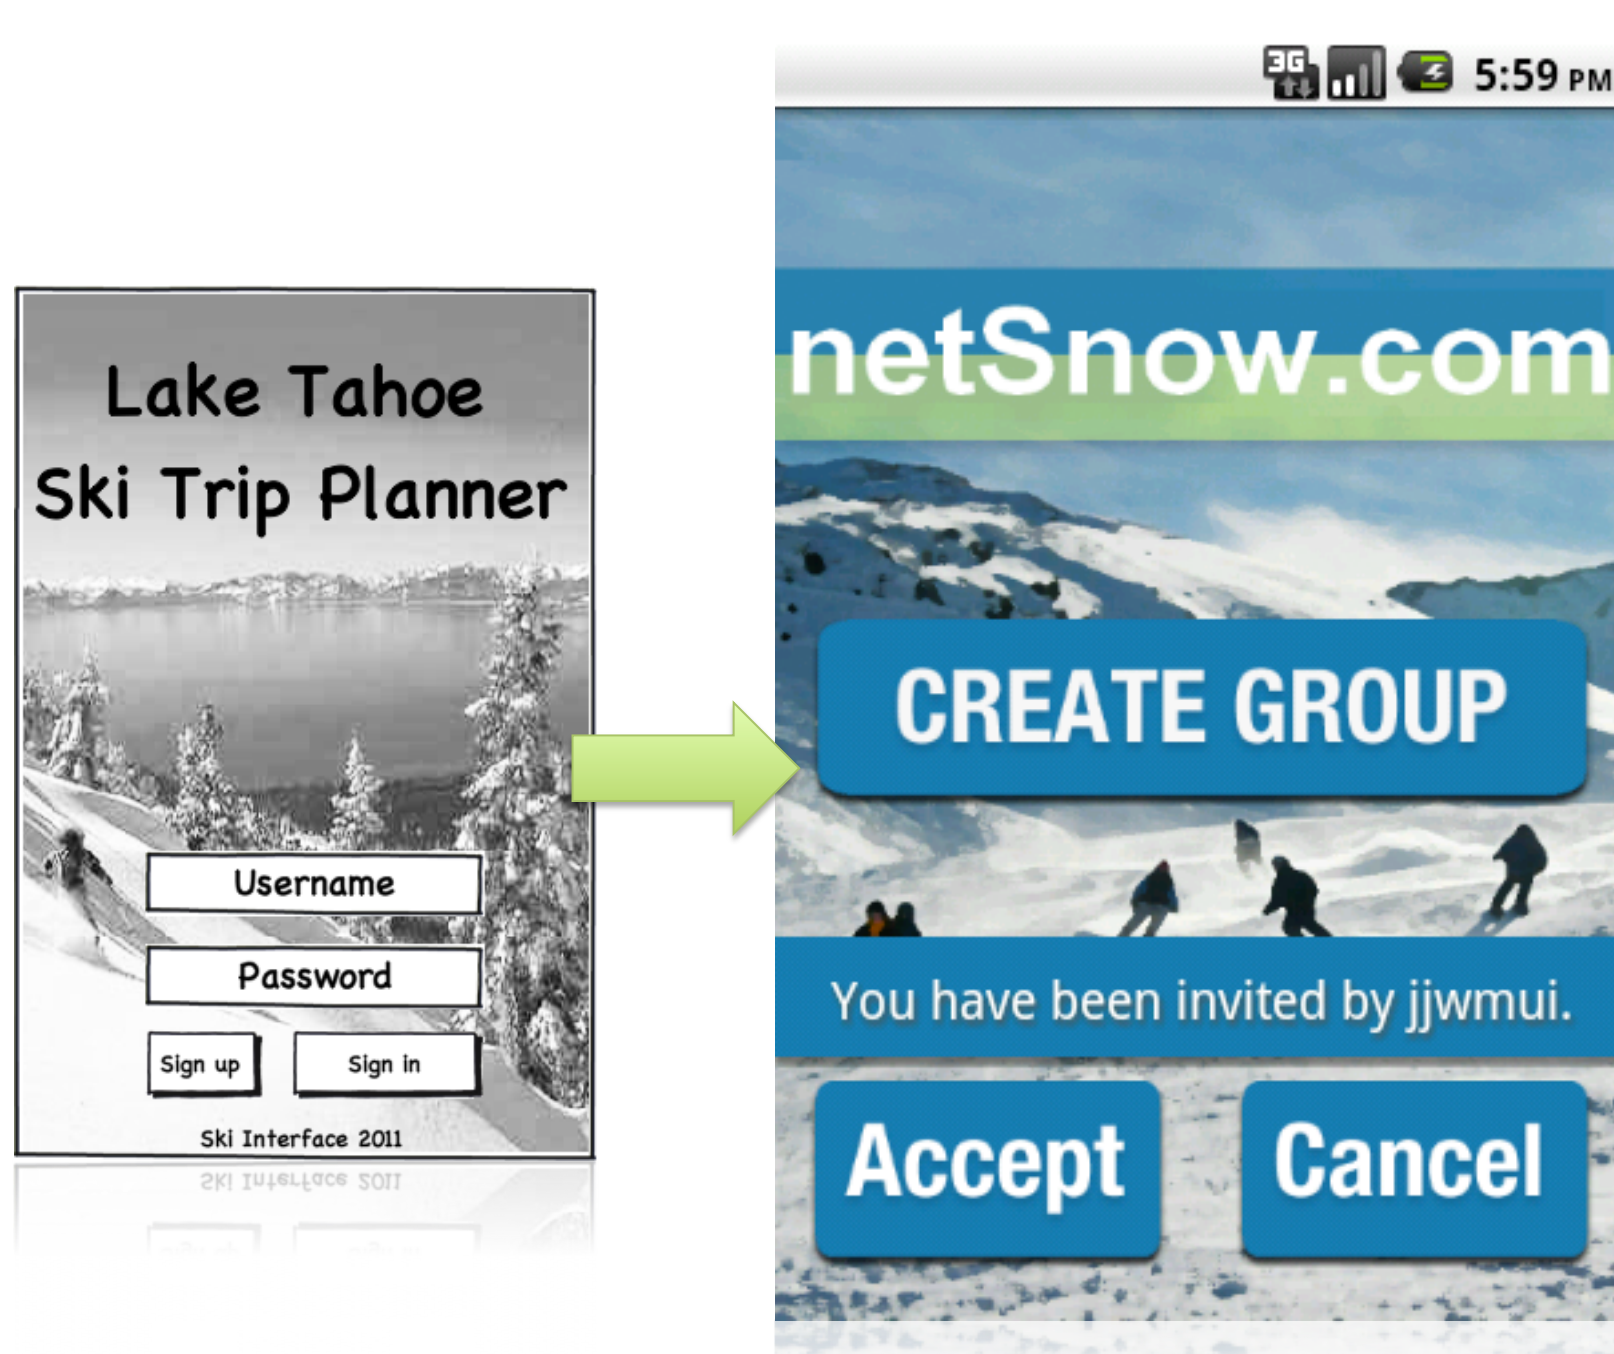 Lake Tahoe
Ski Trip Planner
Username
Password
Sign up
Sign in
Ski Interface 2011
3G
5:59 PM
netSnow.com
CREATE GROUP
You have been invited by jjwmui.
Accept
Cancel